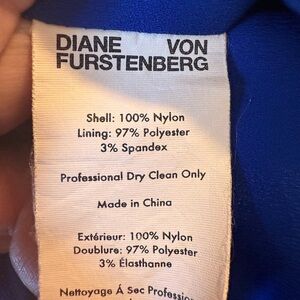 DIANE VON
FURSTENBERG
Shell: 100% Nylon
Lining: 97% Polyester
3% Spandex
Professional Dry Clean Only
Made in China
Extérieur: 100% Nylon
Doublure: 97% Polyester
3% Élasthanne
Nettoyage À Sec Profession